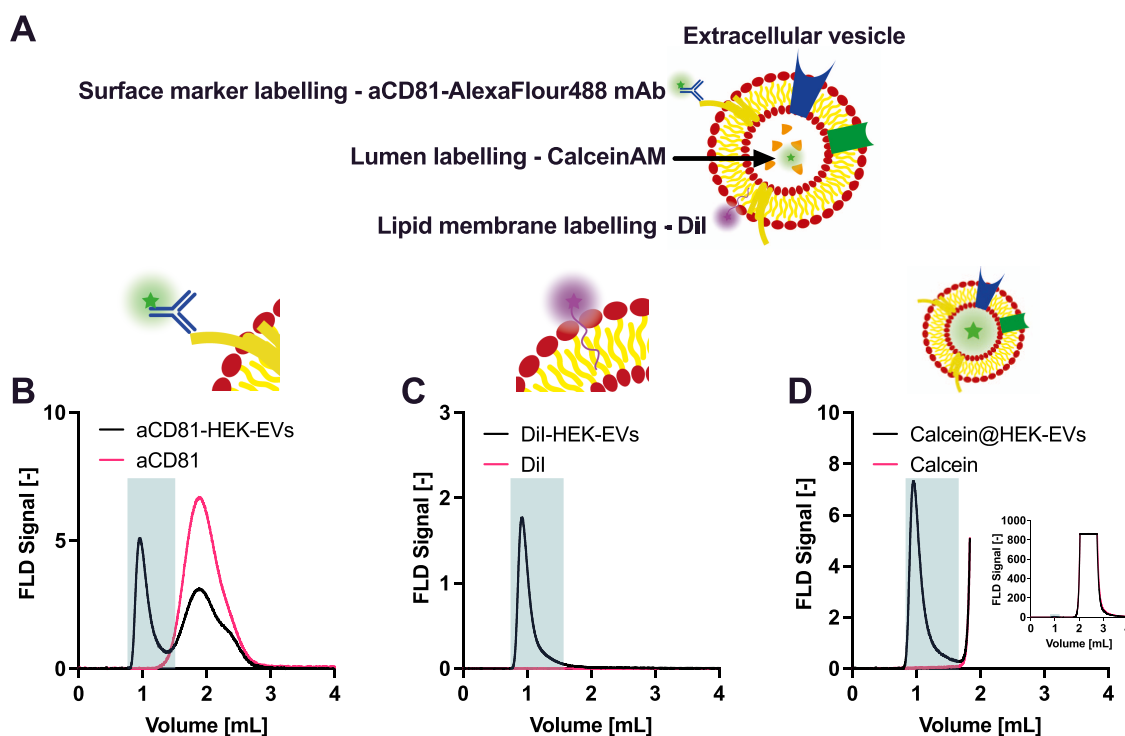 A
Extracellular vesicle
Surface marker labelling - aCD81-AlexaFlour488 mAb
Lumen labelling - CalceinAM
Lipid membrane labelling - DiI
B
aCD81-HEK-EVs
aCD81
FLD Signal [-]
10
5
0
0 1 2 3 4
Volume [mL]
C
DiI-HEK-EVs
DiI
FLD Signal [-]
3
2
1
0
0 1 2 3 4
Volume [mL]
D
Calcein@HEK-EVs
Calcein
FLD Signal [-]
10
8
6
4
2
0
0 1 2 3 4
Volume [mL]
FLD Signal [-]
1000
800
600
400
200
0
0 1 2 3 4
Volume [mL]